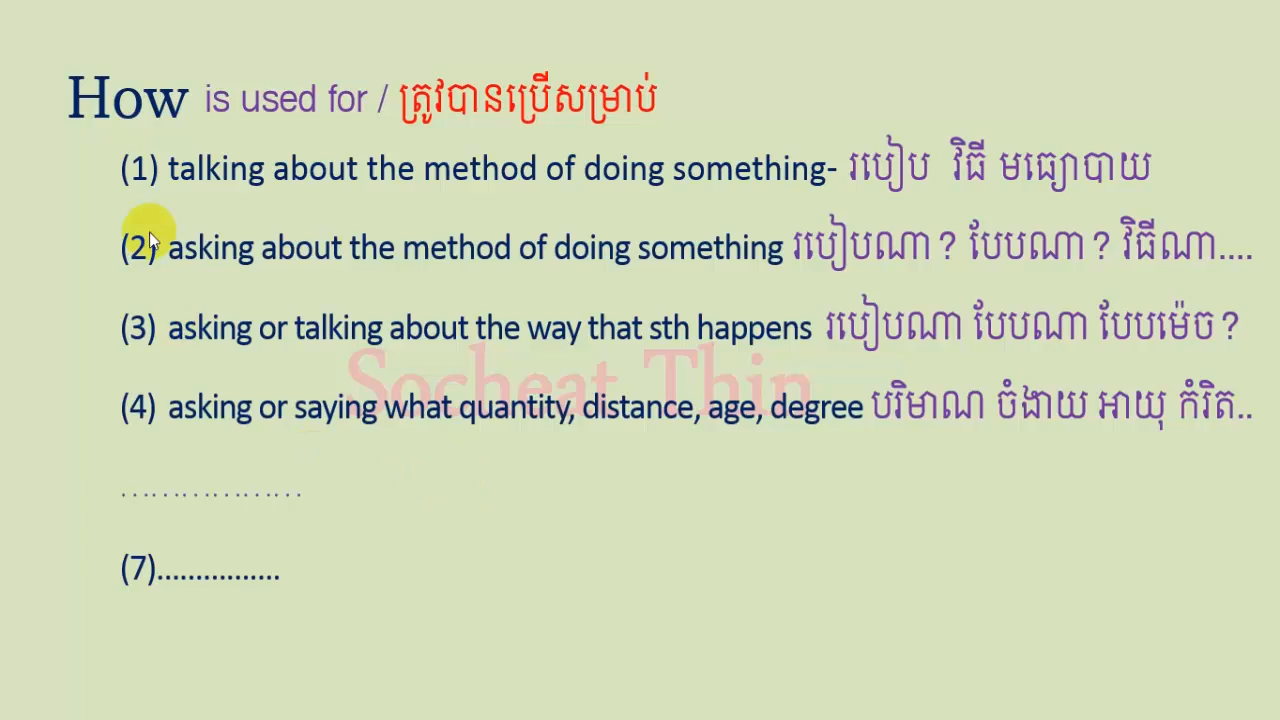 How is used for / ត្រូវបានប្រើសម្រាប់
(1) talking about the method of doing something- របៀប វិធី មធ្យោបាយ
(2) asking about the method of doing something របៀបណា? បែបណា? វិធីណា....
(3) asking or talking about the way that sth happens របៀបណា បែបណា បែបម៉េច?
Socheat Thin
(4) asking or saying what quantity, distance, age, degree បរិមាណ ចំងាយ អាយុ កំរិត..
..................
(7)................